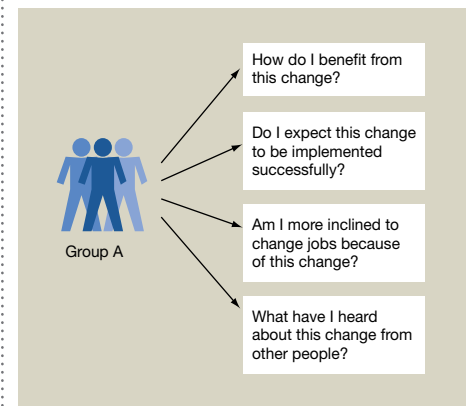 How do I benefit from
this change?
Do I expect this change
to be implemented
successfully?
Am I more inclined to
change jobs because
of this change?
What have I heard
about this change from
other people?
Group A